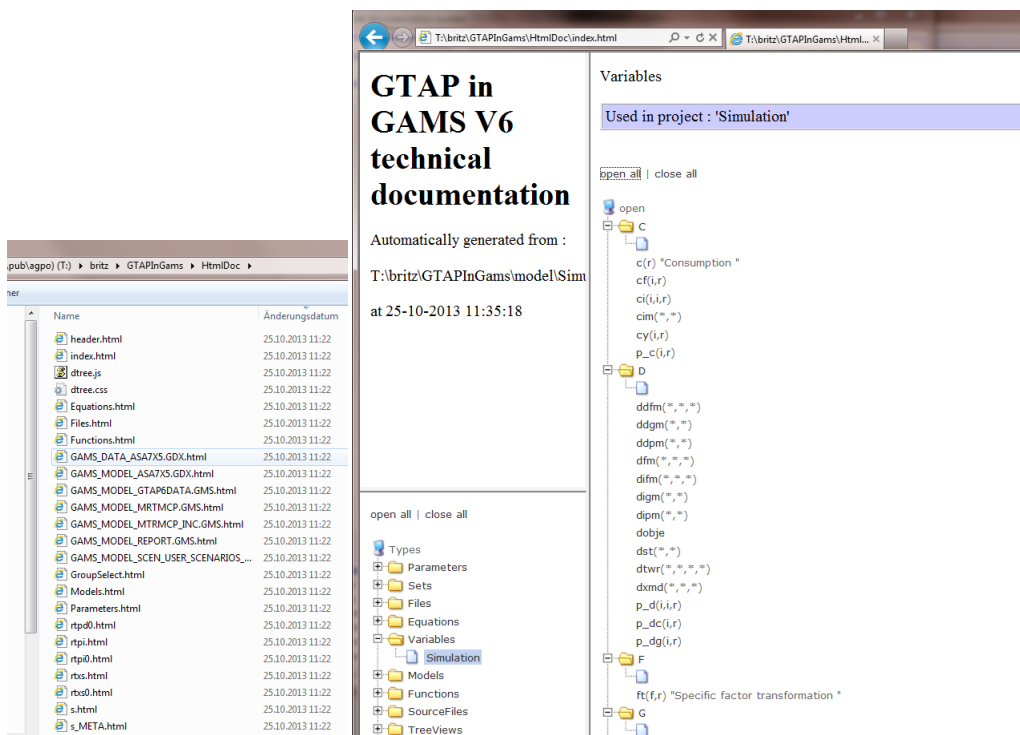 .pub\agpo) (T:) ▸ britz ▸ GTAPInGams ▸ HtmlDoc ▸
ner
Name Änderungsdatum
header.html 25.10.2013 11:22
index.html 25.10.2013 11:22
dtree.js 25.10.2013 11:22
dtree.css 25.10.2013 11:22
Equations.html 25.10.2013 11:22
Files.html 25.10.2013 11:22
Functions.html 25.10.2013 11:22
GAMS_DATA_ASA7X5.GDX.html 25.10.2013 11:22
GAMS_MODEL_ASA7X5.GDX.html 25.10.2013 11:22
GAMS_MODEL_GTAP6DATA.GMS.html 25.10.2013 11:22
GAMS_MODEL_MRTMCP.GMS.html 25.10.2013 11:22
GAMS_MODEL_MTRMCP_INC.GMS.html 25.10.2013 11:22
GAMS_MODEL_REPORT.GMS.html 25.10.2013 11:22
GAMS_MODEL_SCEN_USER_SCENARIOS_... 25.10.2013 11:22
GroupSelect.html 25.10.2013 11:22
Models.html 25.10.2013 11:22
Parameters.html 25.10.2013 11:22
rtpd0.html 25.10.2013 11:22
rtpi.html 25.10.2013 11:22
rtpi0.html 25.10.2013 11:22
rtxs.html 25.10.2013 11:22
rtxs0.html 25.10.2013 11:22
s.html 25.10.2013 11:22
s_META.html 25.10.2013 11:22
T:\britz\GTAPInGams\HtmlDoc\index.html
T:\britz\GTAPInGams\Html...
GTAP in
GAMS V6
technical
documentation
Automatically generated from :
T:\britz\GTAPInGams\model\Simu
at 25-10-2013 11:35:18
open all | close all
Types
Parameters
Sets
Files
Equations
Variables
Simulation
Models
Functions
SourceFiles
TreeViews
Variables
Used in project : 'Simulation'
open all | close all
open
C
c(r) "Consumption "
cf(i,r)
ci(i,i,r)
cim(*,*)
cy(i,r)
p_c(i,r)
D
ddfm(*,*,*)
ddgm(*,*)
ddpm(*,*)
dfm(*,*,*)
difm(*,*,*)
digm(*,*)
dipm(*,*)
dobje
dst(*,*)
dtwr(*,*,*,*)
dxmd(*,*,*)
p_d(i,i,r)
p_dc(i,r)
p_dg(i,r)
F
ft(f,r) "Specific factor transformation "
G